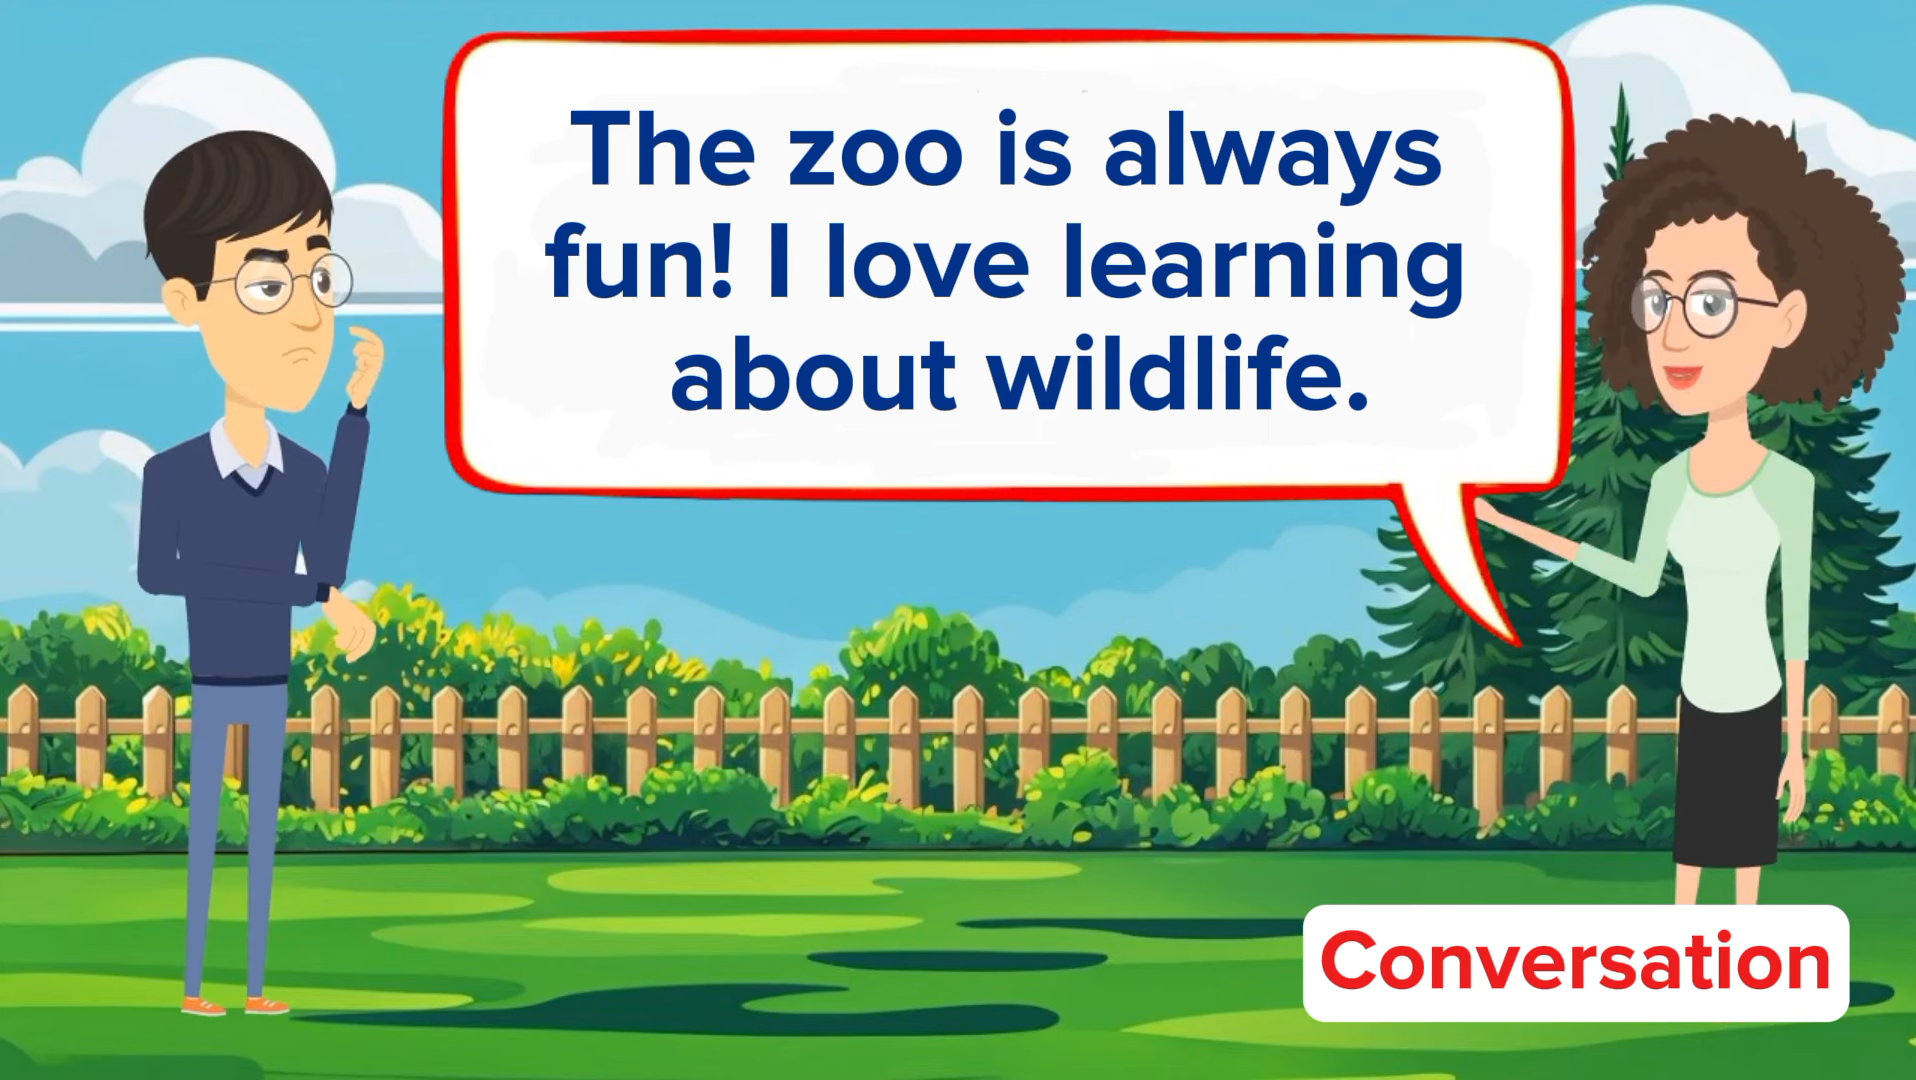 The zoo is always
fun! I love learning
about wildlife.
Conversation